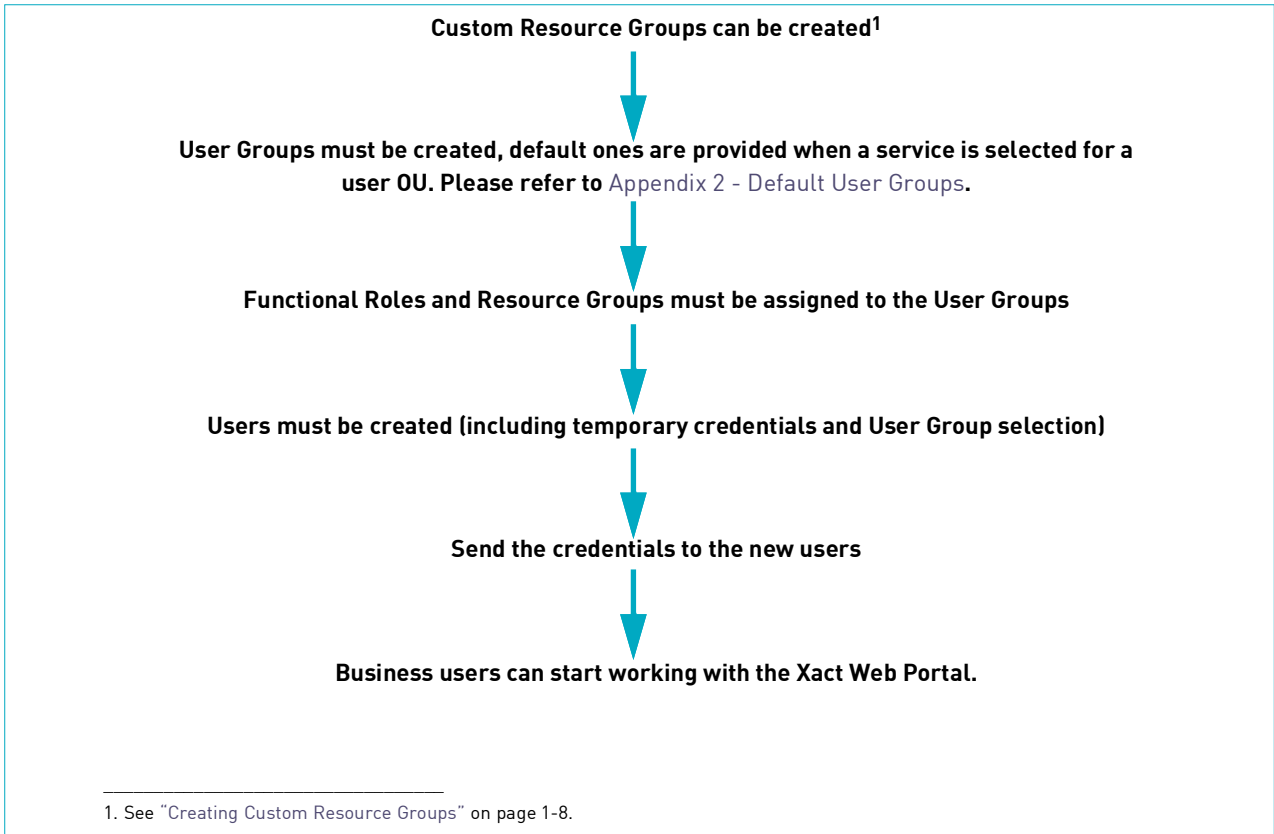 Custom Resource Groups can be created1
User Groups must be created, default ones are provided when a service is selected for a
user OU. Please refer to Appendix 2 - Default User Groups.
Functional Roles and Resource Groups must be assigned to the User Groups
Users must be created (including temporary credentials and User Group selection)
Send the credentials to the new users
Business users can start working with the Xact Web Portal.
1. See “Creating Custom Resource Groups” on page 1-8.